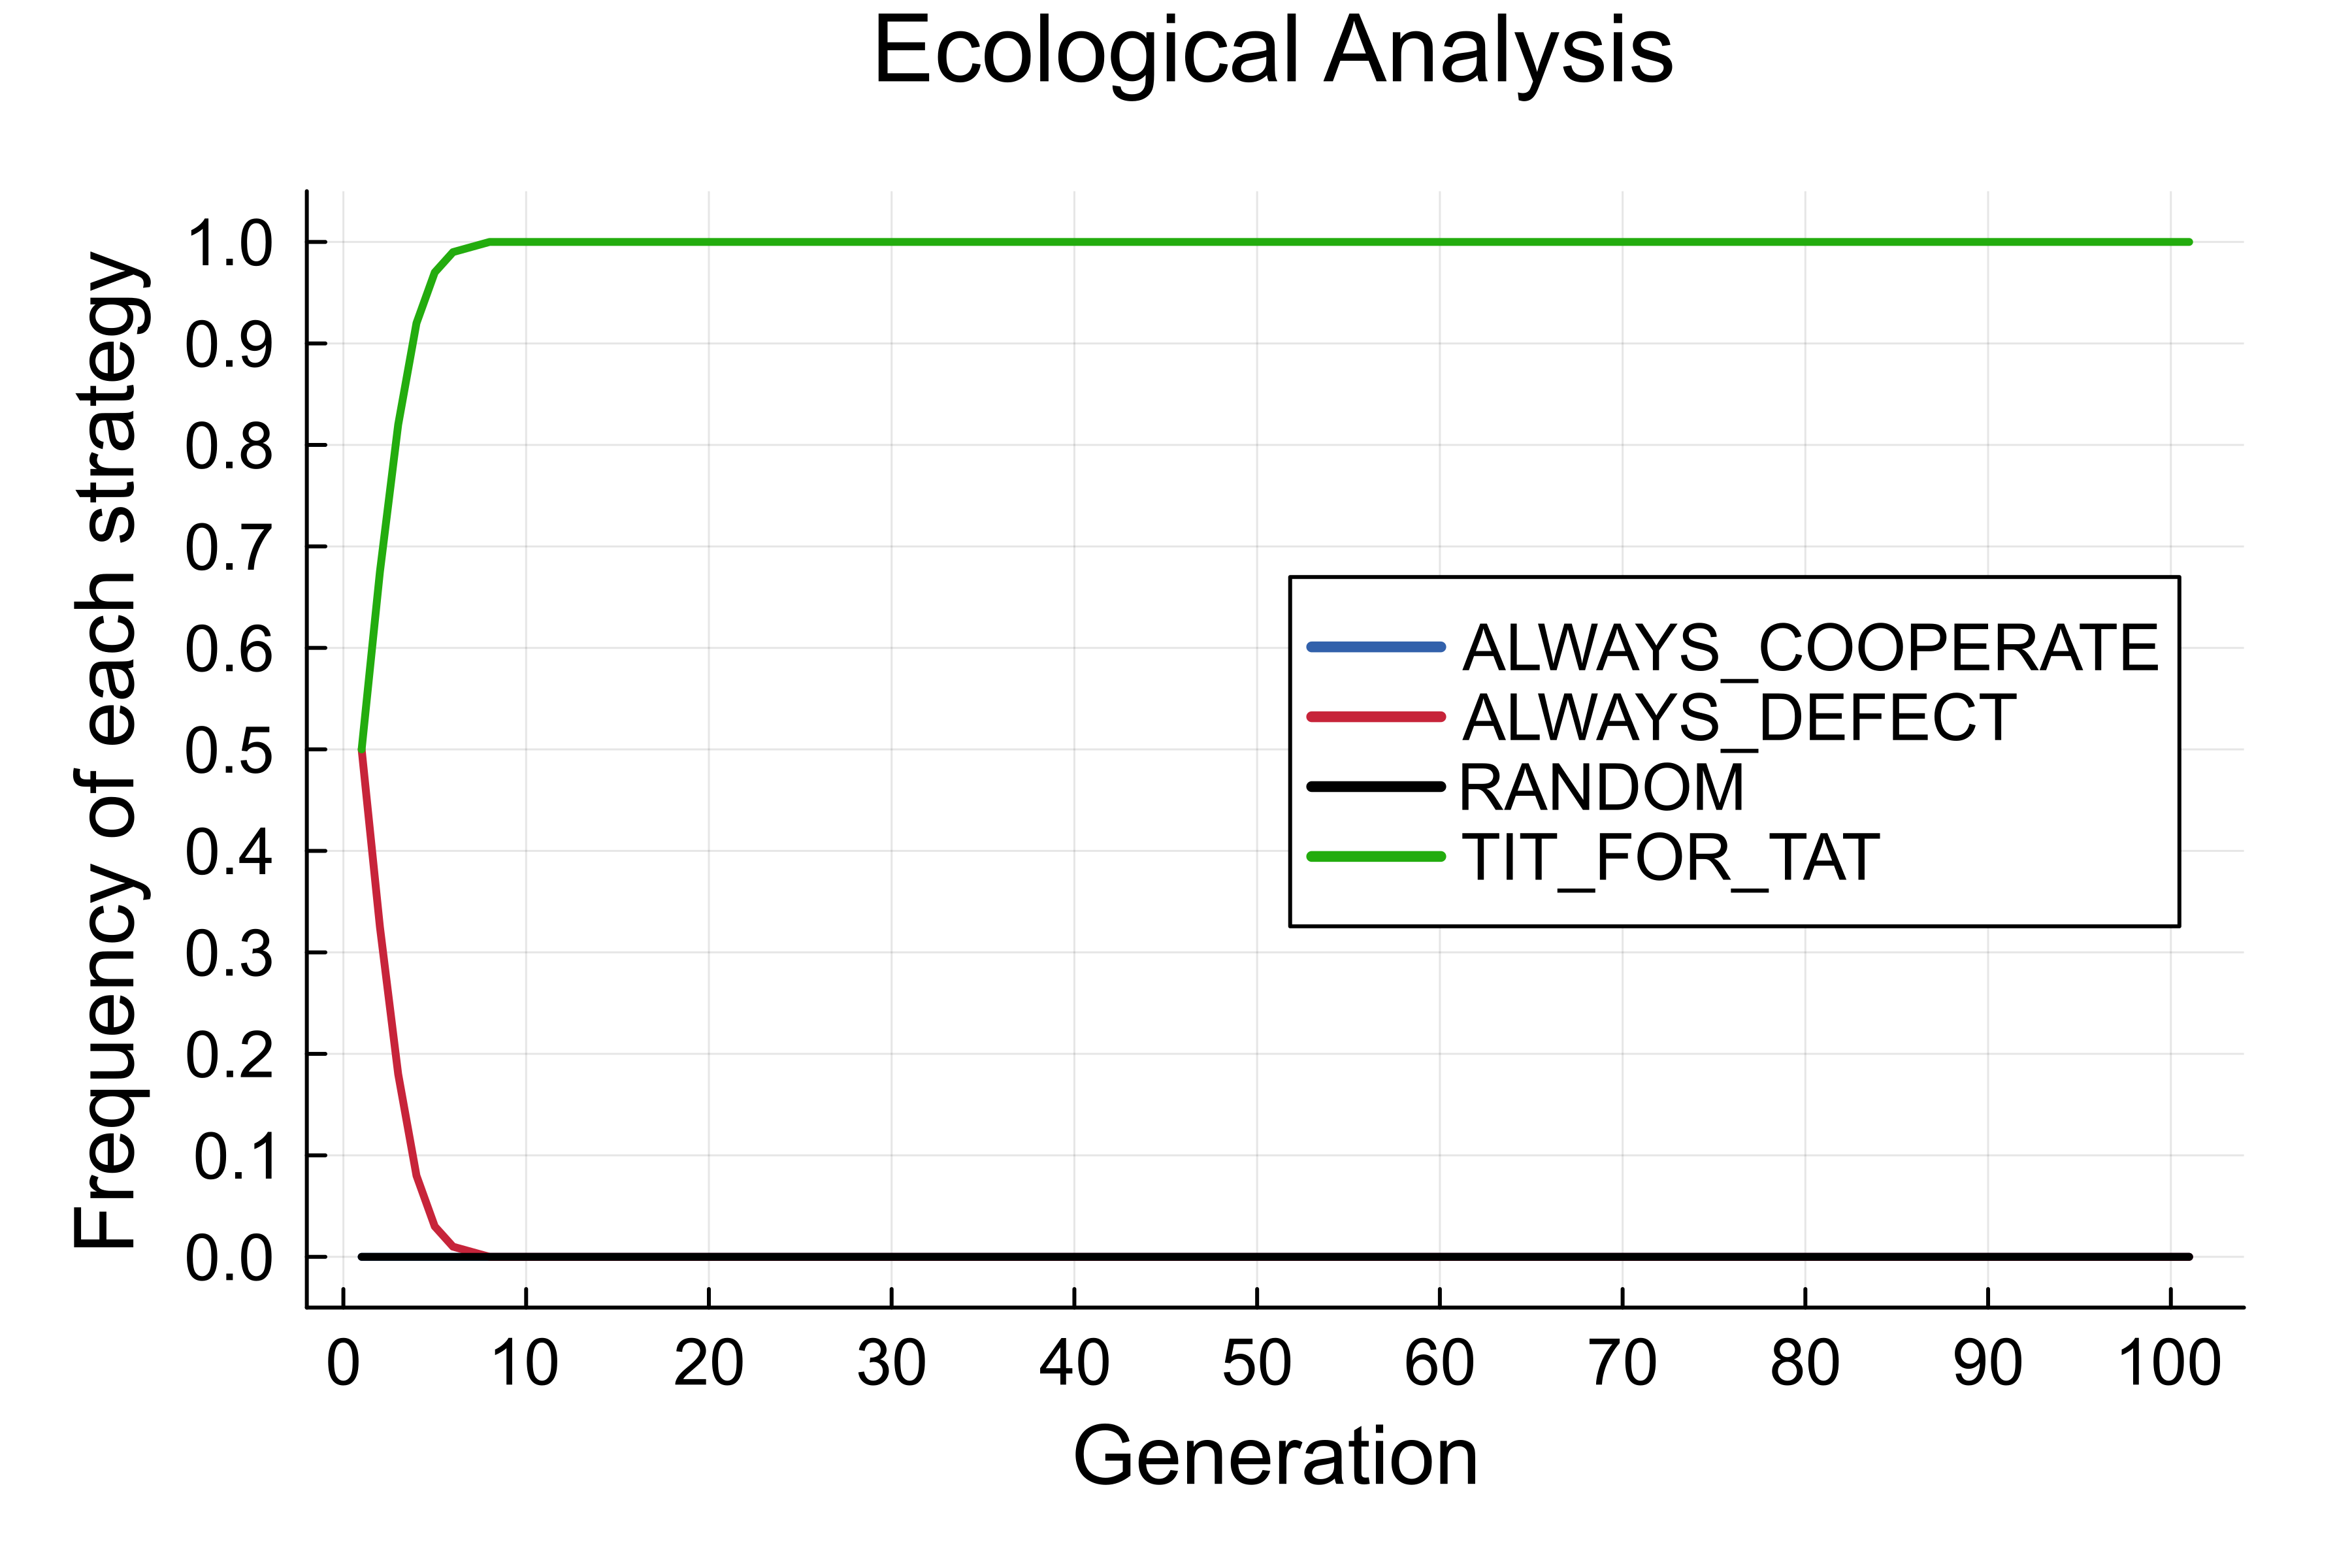 Ecological Analysis
Frequency of each strategy
1.0
0.9
0.8
0.7
0.6
0.5
0.4
0.3
0.2
0.1
0.0
ALWAYS_COOPERATE
ALWAYS_DEFECT
RANDOM
TIT_FOR_TAT
0 10 20 30 40 50 60 70 80 90 100
Generation